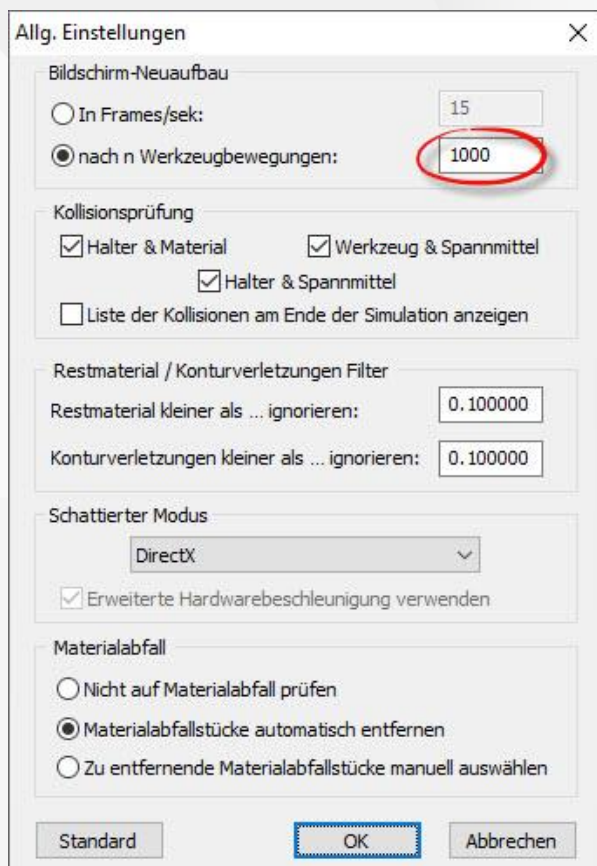 Allg. Einstellungen
Bildschirm-Neuaufbau
In Frames/sek: 15
nach n Werkzeugbewegungen: 1000
Kollisionsprüfung
Halter & Material Werkzeug & Spannmittel
Halter & Spannmittel
Liste der Kollisionen am Ende der Simulation anzeigen
Restmaterial / Konturverletzungen Filter
Restmaterial kleiner als ... ignorieren: 0.100000
Konturverletzungen kleiner als ... ignorieren: 0.100000
Schattierter Modus
DirectX
Erweiterte Hardwarebeschleunigung verwenden
Materialabfall
Nicht auf Materialabfall prüfen
Materialabfallstücke automatisch entfernen
Zu entfernende Materialabfallstücke manuell auswählen
Standard OK Abbrechen